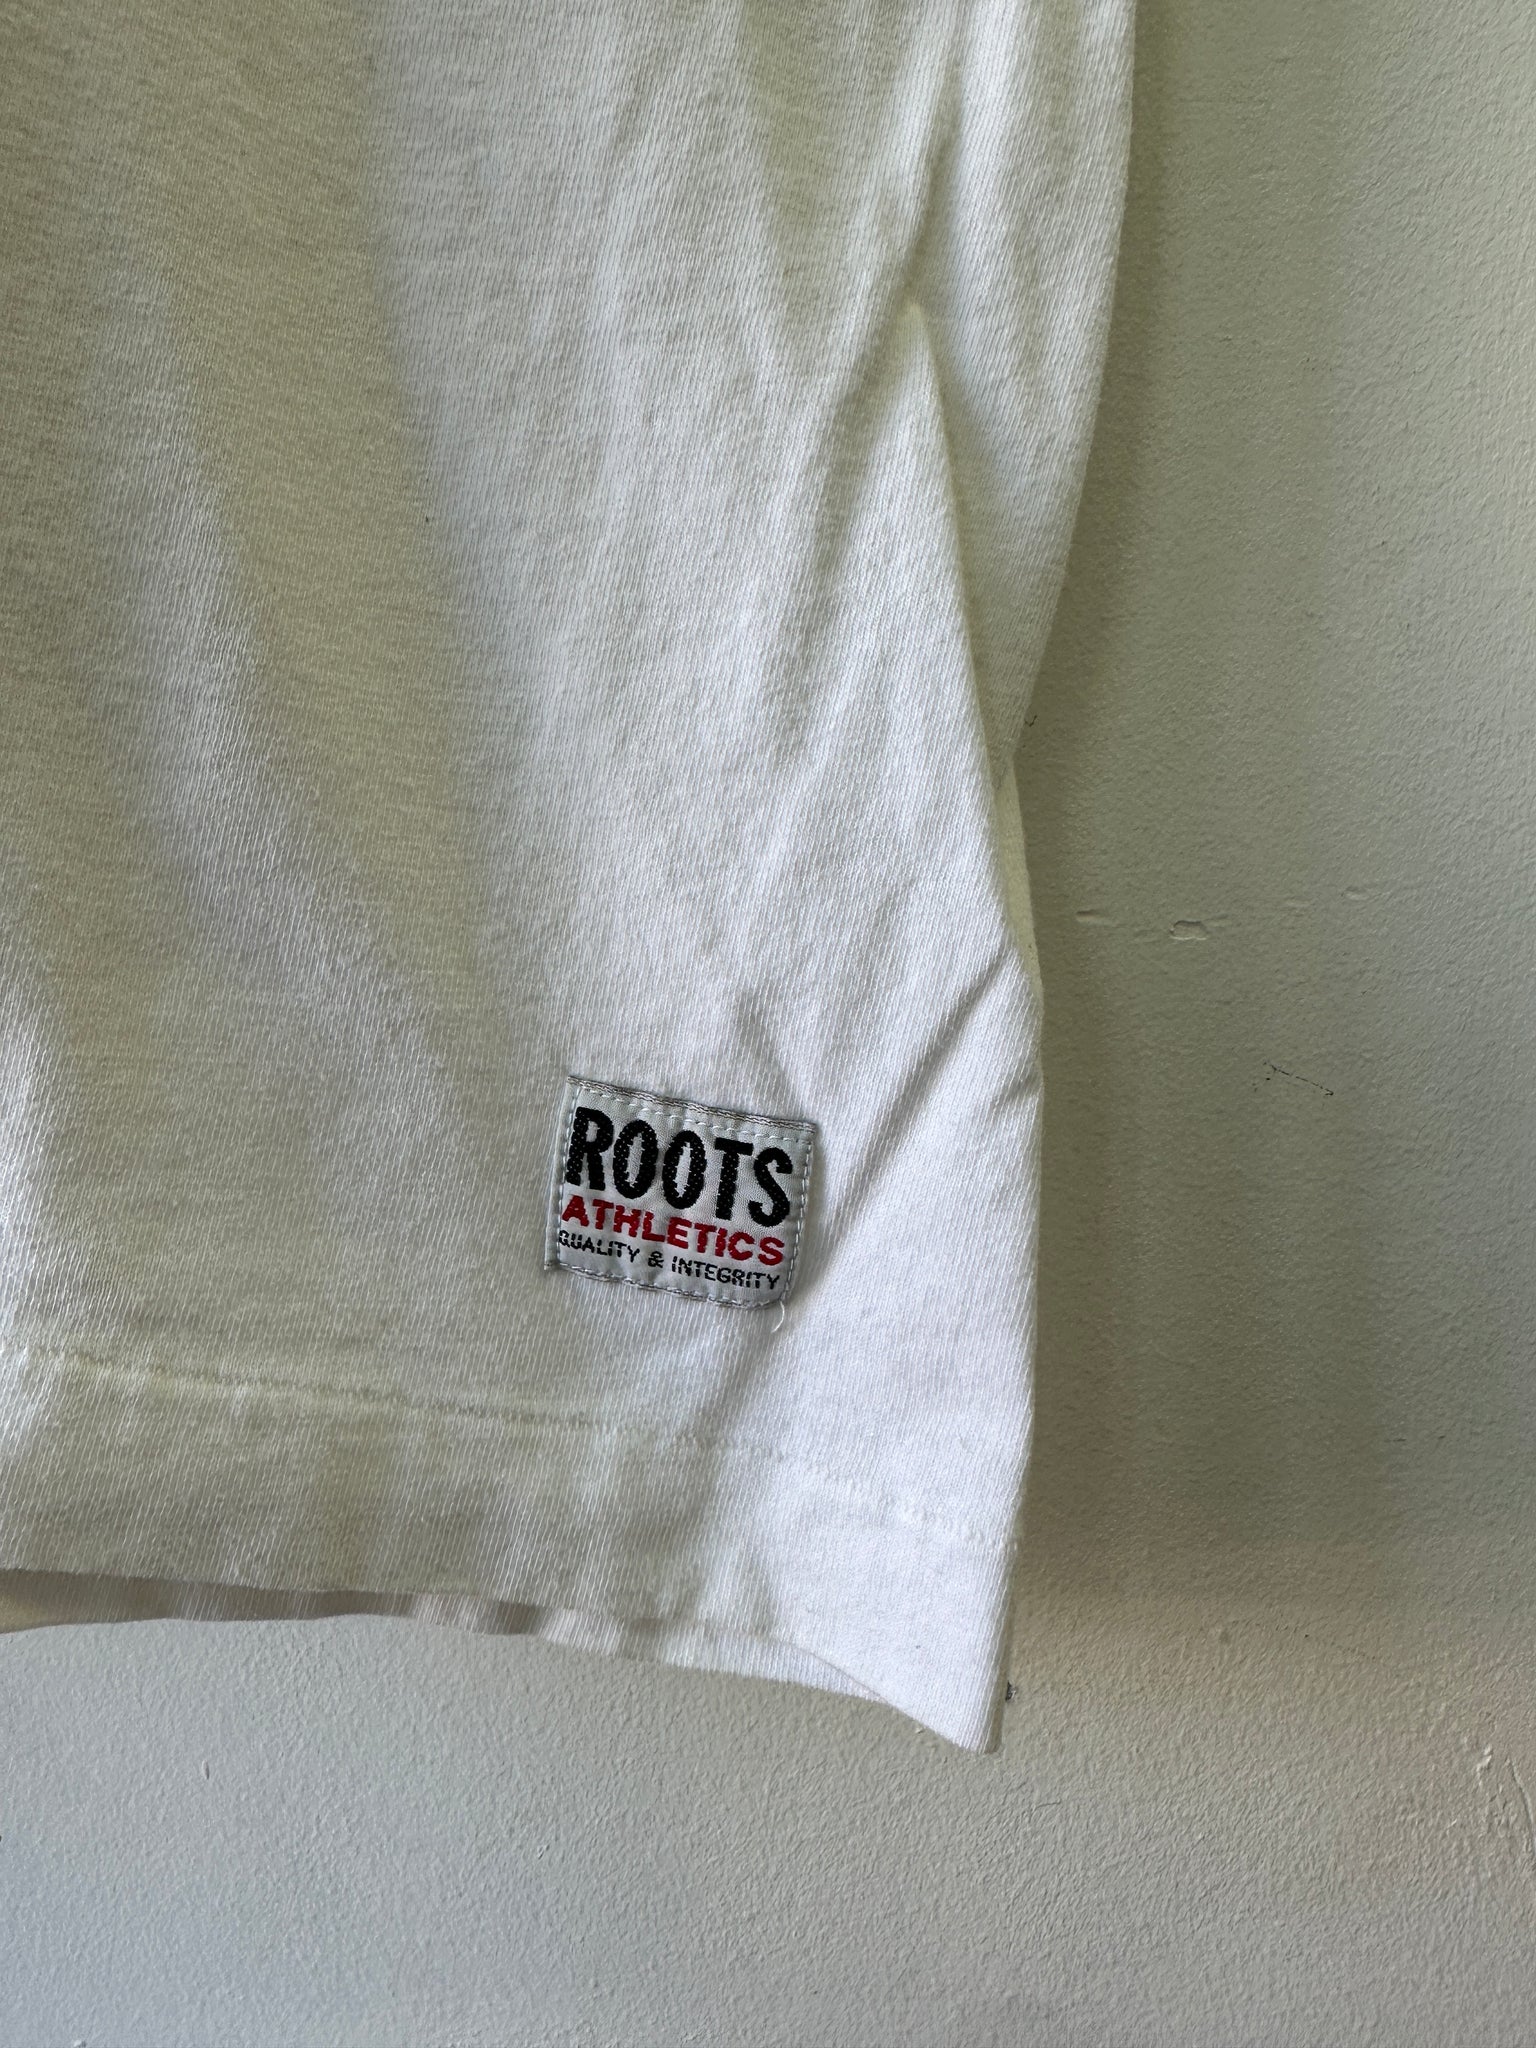 ROOTS
ATHLETICS
QUALITY & INTEGRITY